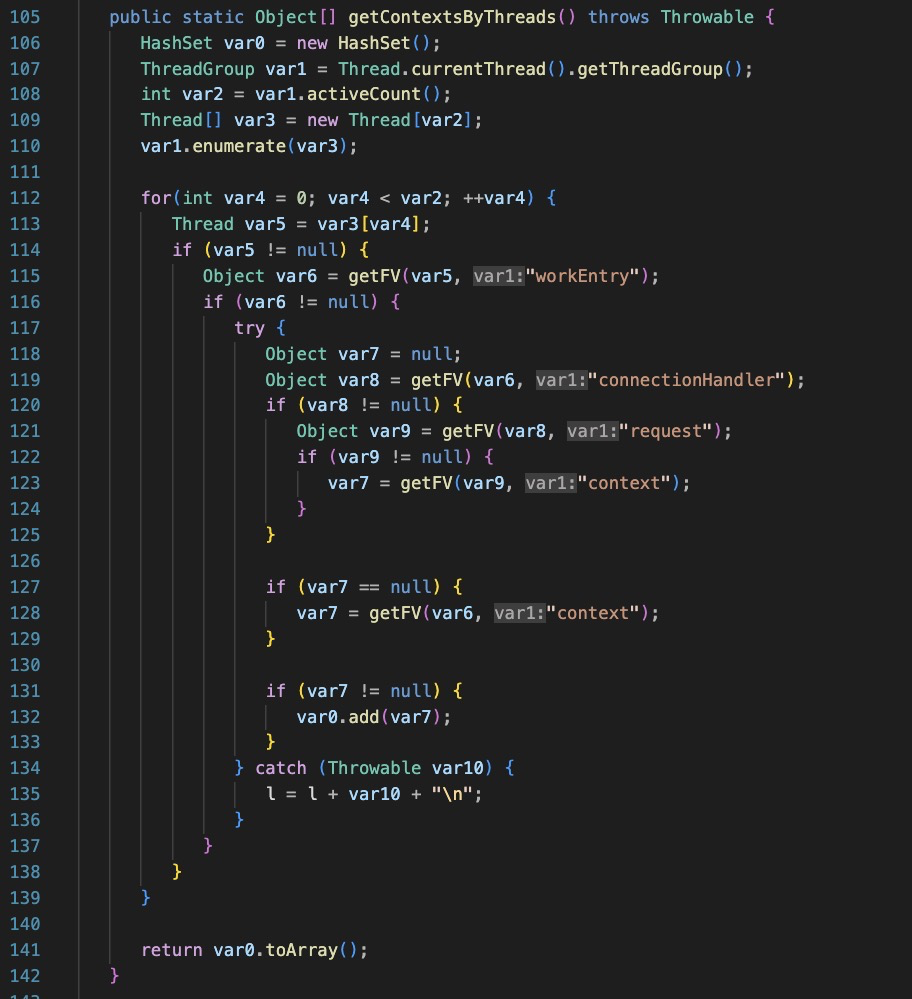 105 public static Object[] getContextsByThreads() throws Throwable {
106 HashSet var0 = new HashSet();
107 ThreadGroup var1 = Thread.currentThread().getThreadGroup();
108 int var2 = var1.activeCount();
109 Thread[] var3 = new Thread[var2];
110 var1.enumerate(var3);
111
112 for(int var4 = 0; var4 < var2; ++var4) {
113 Thread var5 = var3[var4];
114 if (var5 != null) {
115 Object var6 = getFV(var5, var1:"workEntry");
116 if (var6 != null) {
117 try {
118 Object var7 = null;
119 Object var8 = getFV(var6, var1:"connectionHandler");
120 if (var8 != null) {
121 Object var9 = getFV(var8, var1:"request");
122 if (var9 != null) {
123 var7 = getFV(var9, var1:"context");
124 }
125 }
126
127 if (var7 == null) {
128 var7 = getFV(var6, var1:"context");
129 }
130
131 if (var7 != null) {
132 var0.add(var7);
133 }
134 } catch (Throwable var10) {
135 l = l + var10 + "\n";
136 }
137 }
138 }
139 }
140
141 return var0.toArray();
142 }